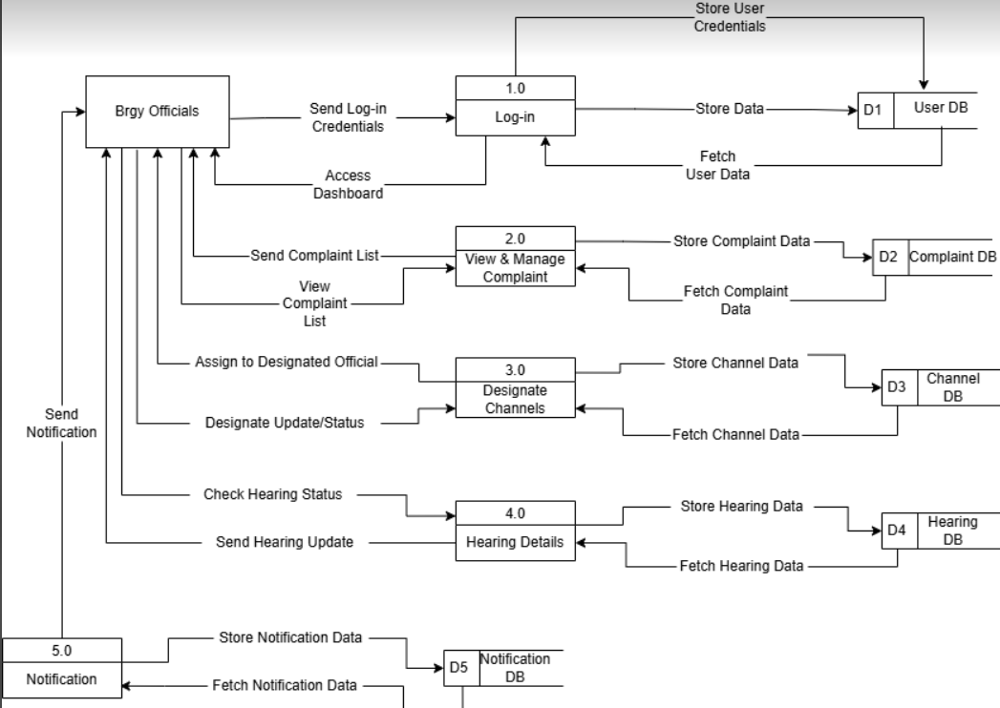 Store User
Credentials
1.0
Brgy Officials
Send Log-in
Credentials
Log-in
Store Data
D1
User DB
Fetch
User Data
Access
Dashboard
2.0
Send Complaint List
View & Manage
Complaint
Store Complaint Data
D2
Complaint DB
View
Complaint
List
Fetch Complaint
Data
Assign to Designated Official
3.0
Designate
Channels
Store Channel Data
D3
Channel
DB
Designate Update/Status
Fetch Channel Data
Send
Notification
Check Hearing Status
4.0
Hearing Details
Store Hearing Data
D4
Hearing
DB
Send Hearing Update
Fetch Hearing Data
5.0
Notification
Store Notification Data
D5
Notification
DB
Fetch Notification Data